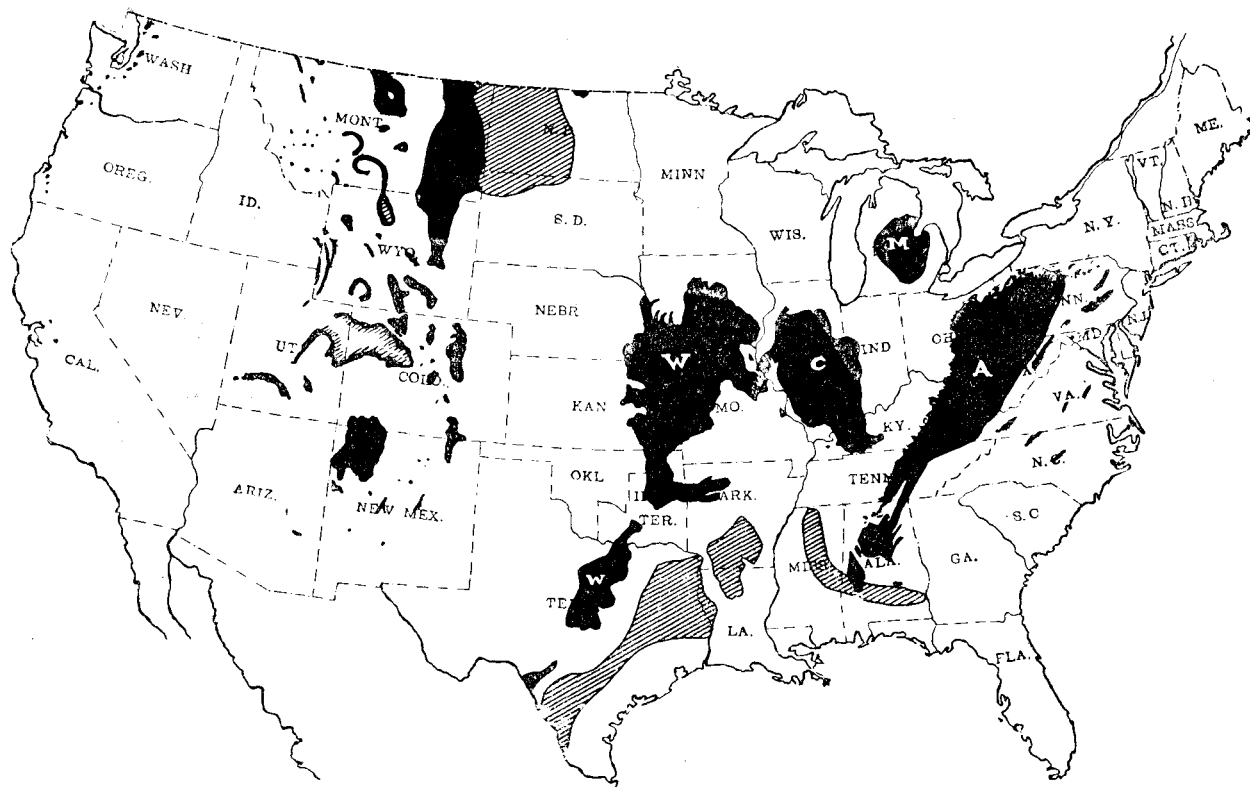 WASH
MONT
ME.
VT.
OREG.
MINN
ID.
S. D.
N. Y.
MASS
WIS.
M
CT.
WYO
NEV.
NEBR
N.J.
UT
IND
OH
MD
CAL.
W
C
A
COLO.
KAN
MO.
VA.
KY.
N. C.
OKL
TENN
ARIZ.
ARK.
NEW MEX.
TER.
S. C
W
MISS
ALA.
GA.
LA.
FLA.